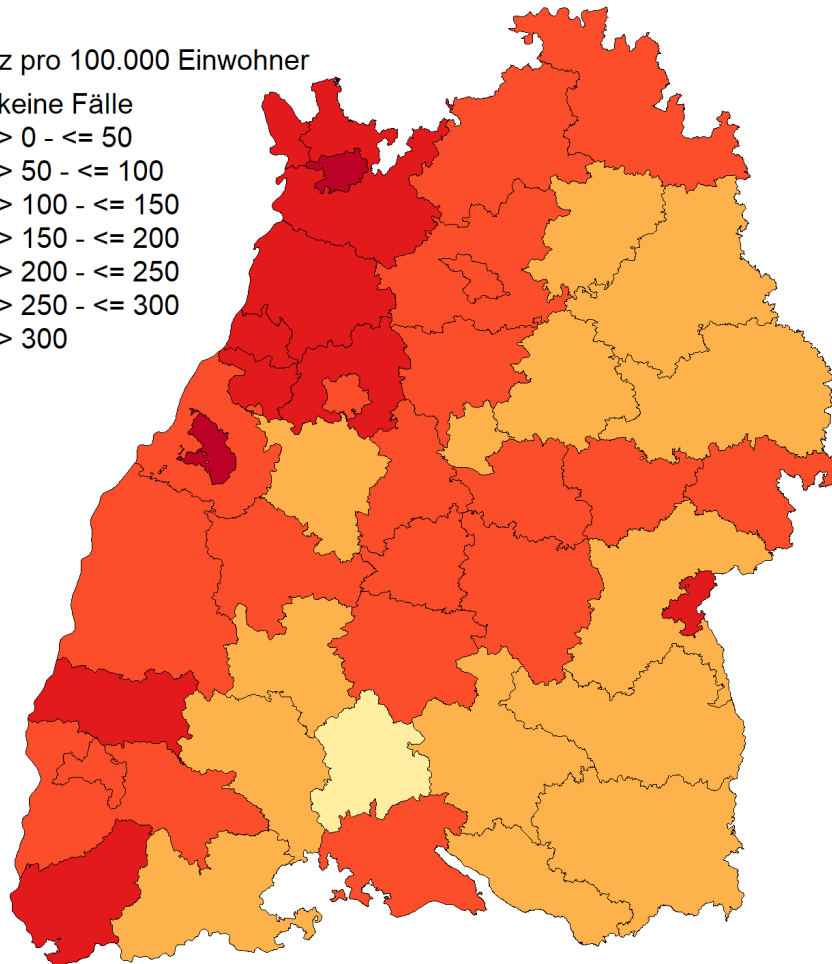 z pro 100.000 Einwohner
keine Fälle
> 0 - <= 50
> 50 - <= 100
> 100 - <= 150
> 150 - <= 200
> 200 - <= 250
> 250 - <= 300
> 300